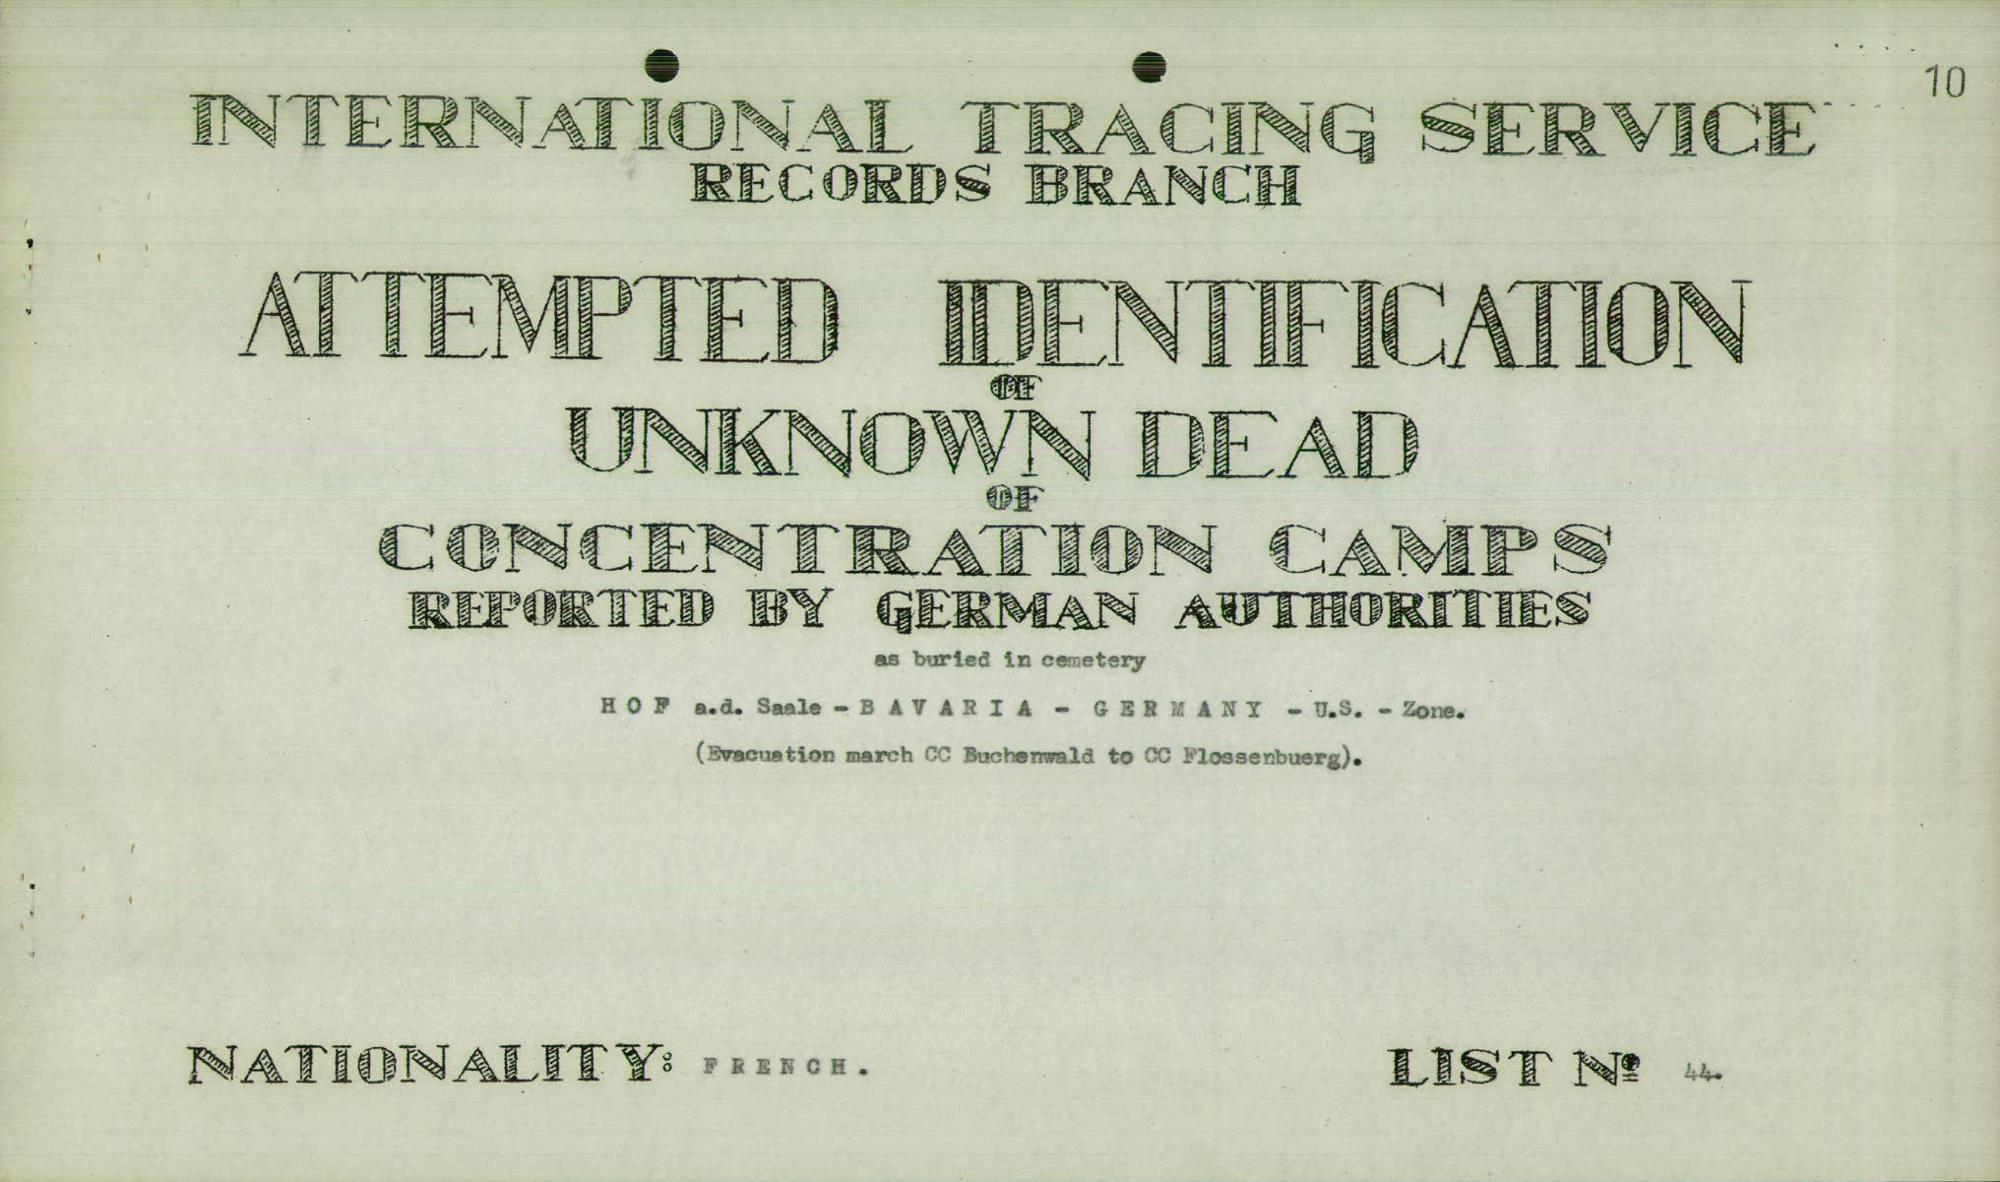 10
INTERNATIONAL TRACING SERVICE
RECORDS BRANCH
ATTEMPTED IDENTIFICATION
OF
UNKNOWN DEAD
OF
CONCENTRATION CAMPS
REPORTED BY GERMAN AUTHORITIES
as buried in cemetery
H O F a.d. Saale - B A V A R I A - G E R M A N Y - U.S. - Zone.
(Evacuation march CC Buchenwald to CC Flossenbuerg).
NATIONALITY: F R E N C H .
LIST Nº 44.